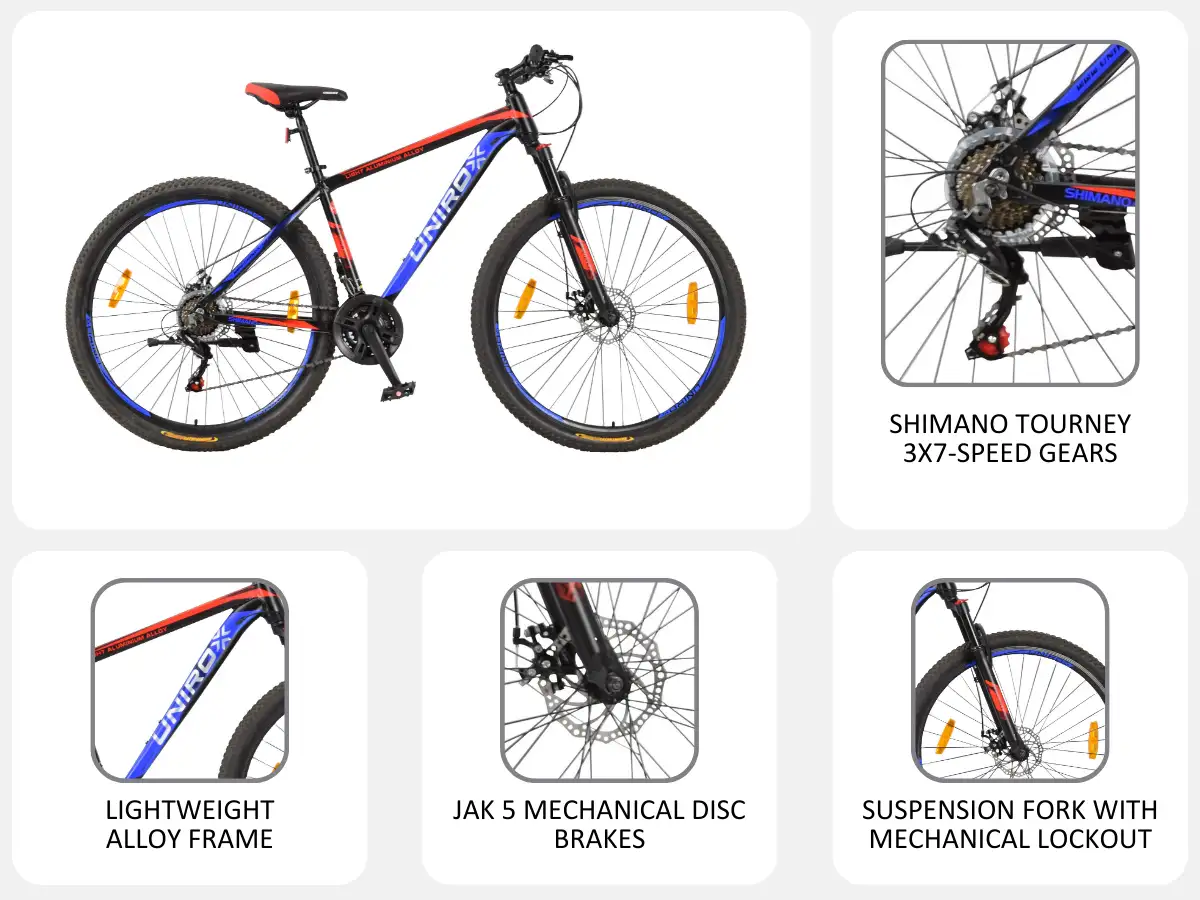 LIGHT ALUMINIUM ALLOY
UNIROX
SHIMANO
SHIMANO TOURNEY
3X7-SPEED GEARS
HT ALUMINIUM ALLOY
UNIROX
LIGHTWEIGHT
ALLOY FRAME
JAK 5 MECHANICAL DISC
BRAKES
SUSPENSION FORK WITH
MECHANICAL LOCKOUT